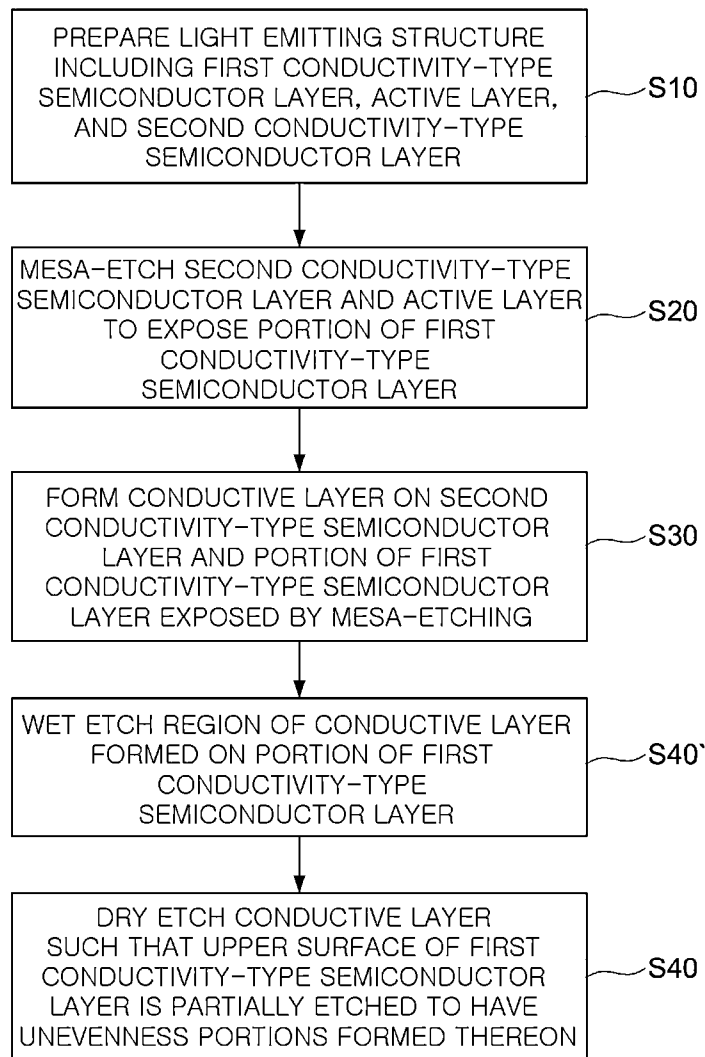 PREPARE LIGHT EMITTING STRUCTURE
INCLUDING FIRST CONDUCTIVITY-TYPE
SEMICONDUCTOR LAYER, ACTIVE LAYER,
AND SECOND CONDUCTIVITY-TYPE
SEMICONDUCTOR LAYER
S10
MESA-ETCH SECOND CONDUCTIVITY-TYPE
SEMICONDUCTOR LAYER AND ACTIVE LAYER
TO EXPOSE PORTION OF FIRST
CONDUCTIVITY-TYPE
SEMICONDUCTOR LAYER
S20
FORM CONDUCTIVE LAYER ON SECOND
CONDUCTIVITY-TYPE SEMICONDUCTOR
LAYER AND PORTION OF FIRST
CONDUCTIVITY-TYPE SEMICONDUCTOR
LAYER EXPOSED BY MESA-ETCHING
S30
WET ETCH REGION OF CONDUCTIVE LAYER
FORMED ON PORTION OF FIRST
CONDUCTIVITY-TYPE
SEMICONDUCTOR LAYER
S40`
DRY ETCH CONDUCTIVE LAYER
SUCH THAT UPPER SURFACE OF FIRST
CONDUCTIVITY-TYPE SEMICONDUCTOR
LAYER IS PARTIALLY ETCHED TO HAVE
UNEVENNESS PORTIONS FORMED THEREON
S40